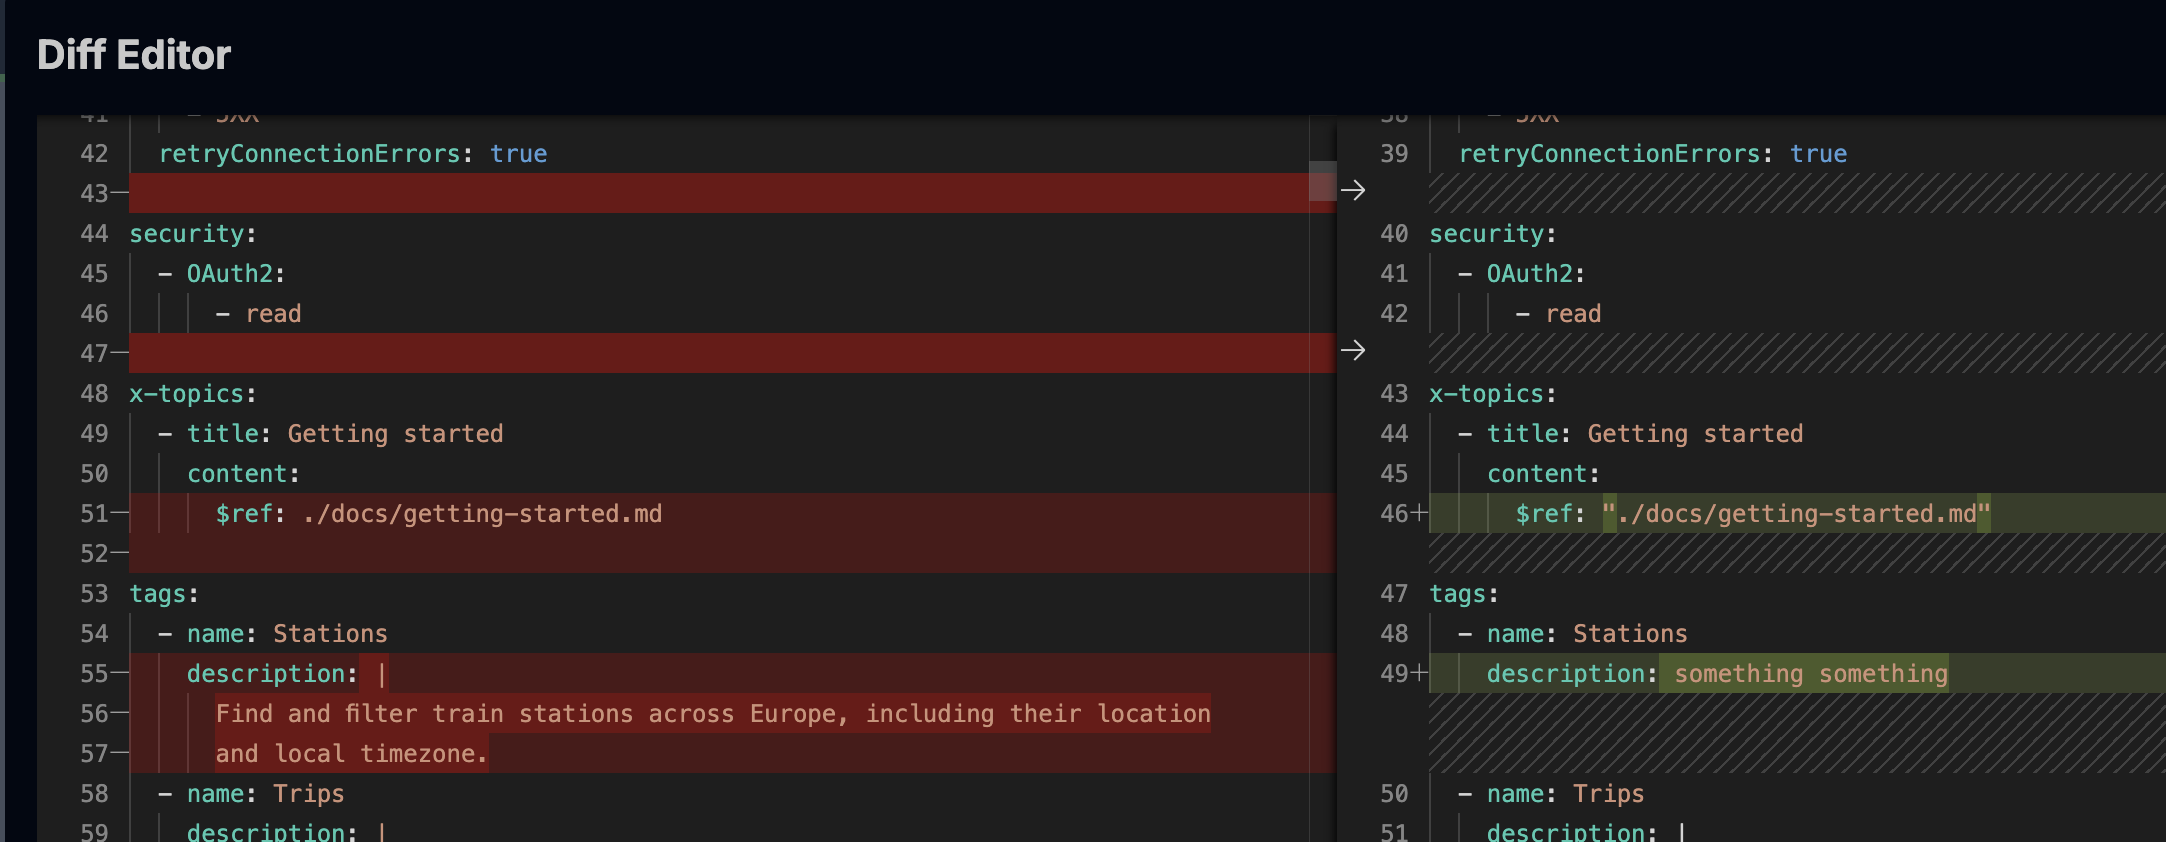 Diff Editor
41 - 5XX
42 retryConnectionErrors: true
43—
44 security:
45 - OAuth2:
46 - read
47—
48 x-topics:
49 - title: Getting started
50 content:
51— $ref: ./docs/getting-started.md
52—
53 tags:
54 - name: Stations
55— description: |
56— Find and filter train stations across Europe, including their location
57— and local timezone.
58 - name: Trips
59 description: |
38 - 5XX
39 retryConnectionErrors: true
→
40 security:
41 - OAuth2:
42 - read
→
43 x-topics:
44 - title: Getting started
45 content:
46+ $ref: "./docs/getting-started.md"
47 tags:
48 - name: Stations
49+ description: something something
50 - name: Trips
51 description: |